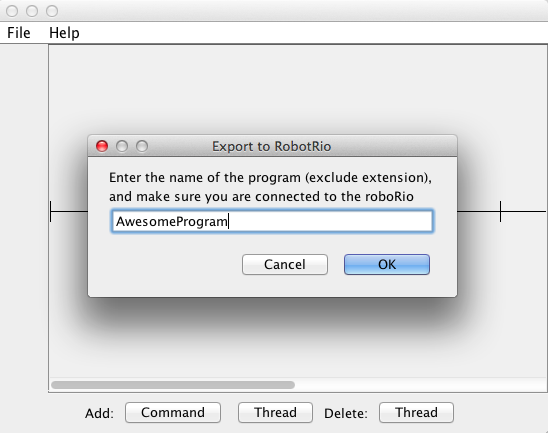 File Help
Export to RobotRio
Enter the name of the program (exclude extension),
and make sure you are connected to the roboRio
AwesomeProgram
Cancel OK
Add: Command Thread Delete: Thread